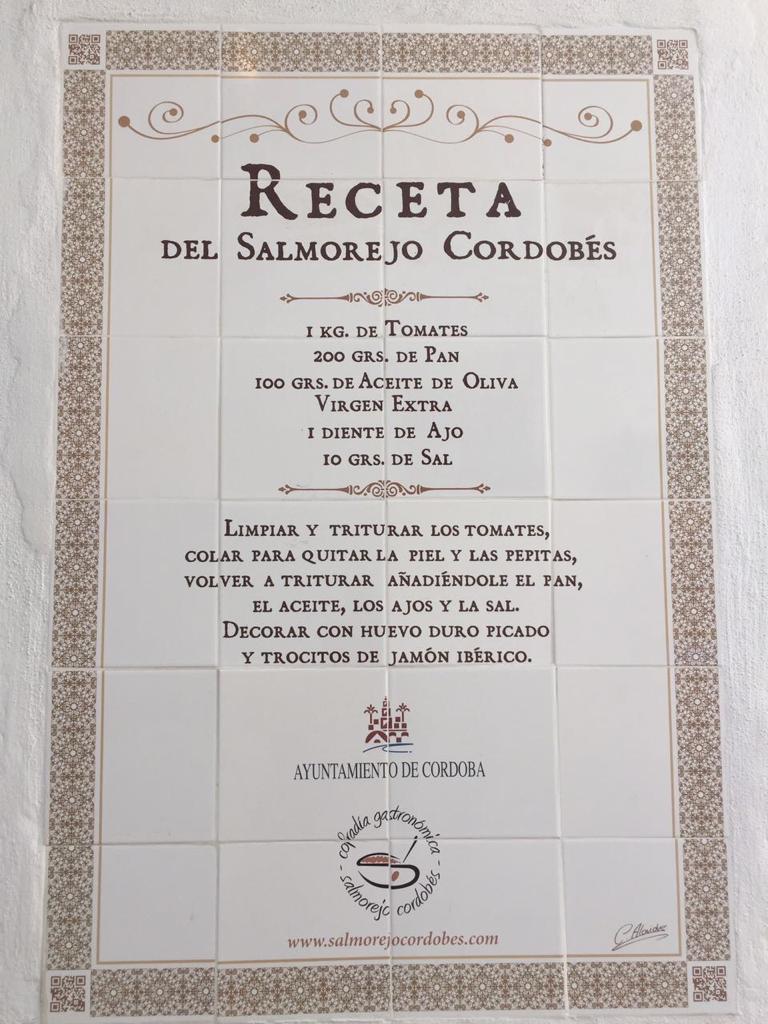 Receta
del Salmorejo Cordobés
1 kg. de Tomates
200 grs. de Pan
100 grs. de Aceite de Oliva
Virgen Extra
1 diente de Ajo
10 grs. de Sal
Limpiar y triturar los tomates,
colar para quitar la piel y las pepitas,
volver a triturar añadiéndole el pan,
el aceite, los ajos y la sal.
Decorar con huevo duro picado
y trocitos de jamón ibérico.
AYUNTAMIENTO DE CORDOBA
- cofradía gastronómica -
salmorejo cordobés
www.salmorejocordobes.com